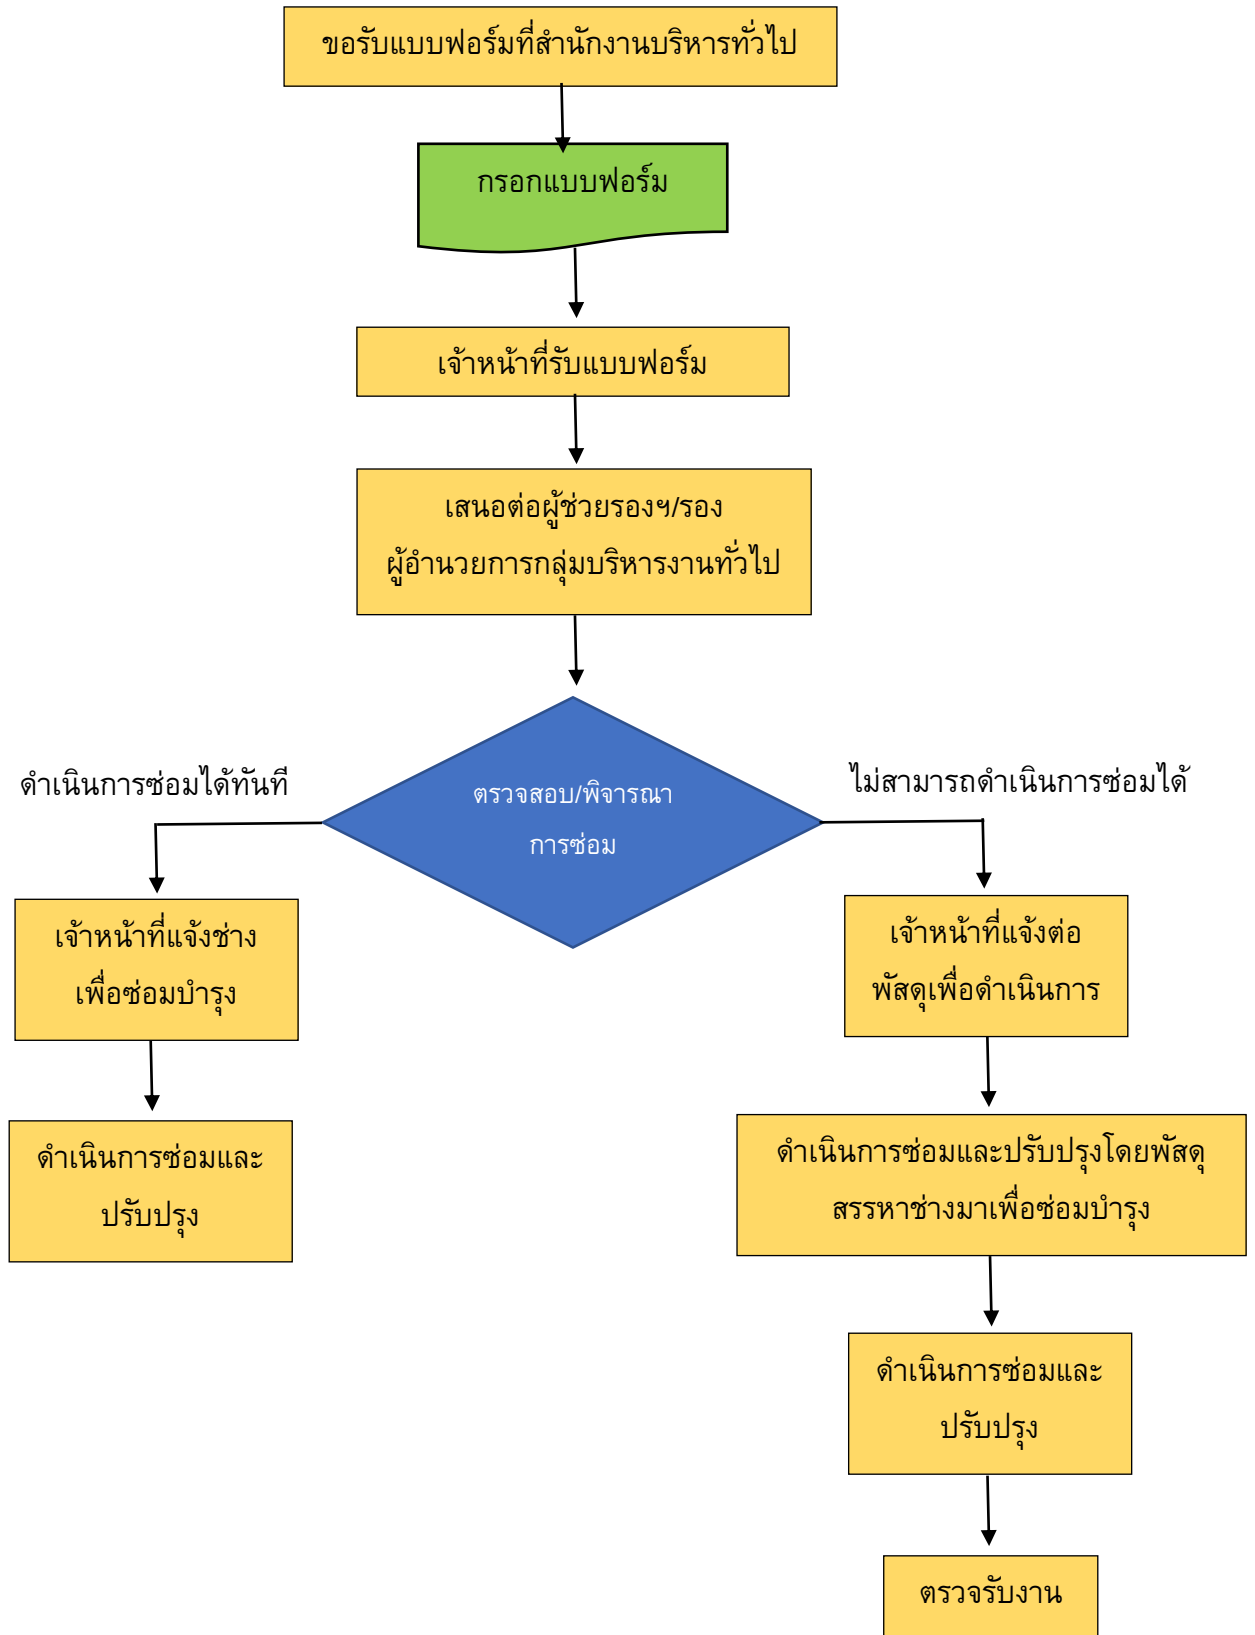 ขอรับแบบฟอร์มที่สำนักงานบริหารทั่วไป
กรอกแบบฟอร์ม
เจ้าหน้าที่รับแบบฟอร์ม
เสนอต่อผู้ช่วยรองฯ/รอง
ผู้อำนวยการกลุ่มบริหารงานทั่วไป
ตรวจสอบ/พิจารณา
การซ่อม
ดำเนินการซ่อมได้ทันที
ไม่สามารถดำเนินการซ่อมได้
เจ้าหน้าที่แจ้งช่าง
เพื่อซ่อมบำรุง
ดำเนินการซ่อมและ
ปรับปรุง
เจ้าหน้าที่แจ้งต่อ
พัสดุเพื่อดำเนินการ
ดำเนินการซ่อมและปรับปรุงโดยพัสดุ
สรรหาช่างมาเพื่อซ่อมบำรุง
ดำเนินการซ่อมและ
ปรับปรุง
ตรวจรับงาน